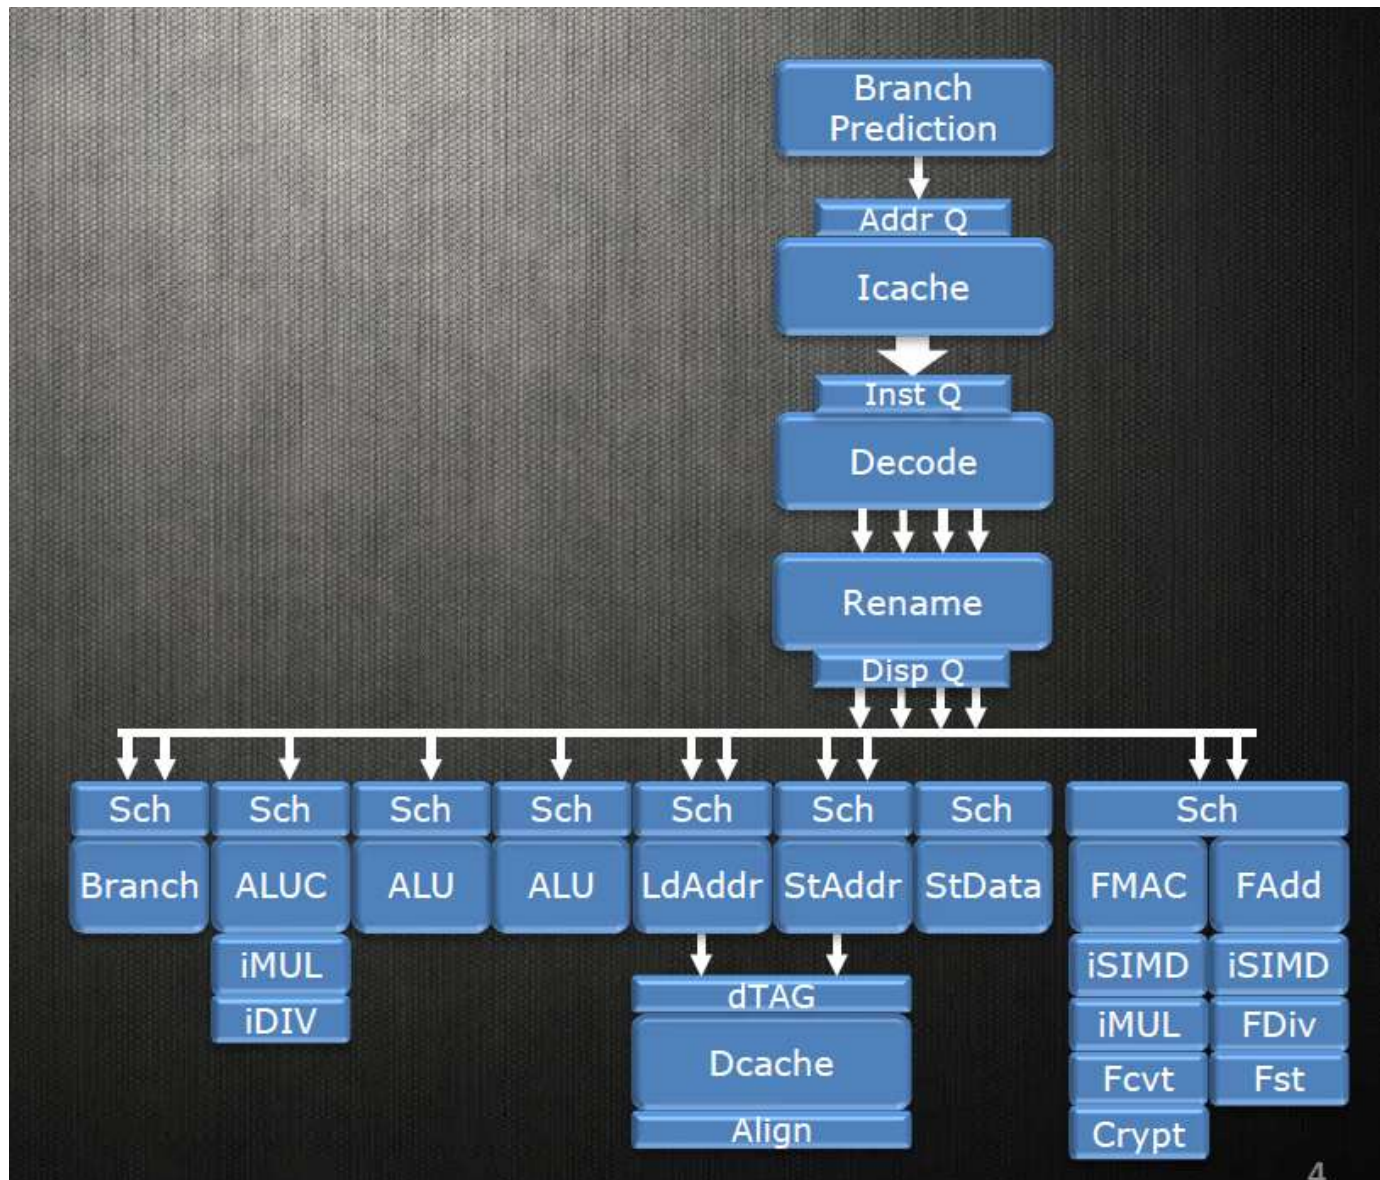 Branch
Prediction
Addr Q
Icache
Inst Q
Decode
Rename
Disp Q
Sch Sch Sch Sch Sch Sch Sch Sch
Branch ALUC ALU ALU LdAddr StAddr StData FMAC FAdd
iMUL iSIMD iSIMD
iDIV dTAG iMUL FDiv
Dcache Fcvt Fst
Align Crypt
4